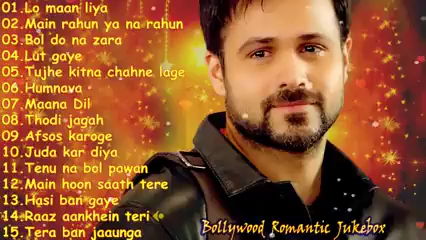 01.Lo maan liya
02.Main rahun ya na rahun
03.Bol do na zara
04.Lut gaye
05.Tujhe kitna chahne lage
06.Humnava
07.Maana Dil
08.Thodi jagah
09.Afsos karoge
10.Juda kar diya
11.Tenu na bol pawan
12.Main hoon saath tere
13.Hasi ban gaye
14.Raaz aankhein teri
15.Tera ban jaaunga
Bollywood Romantic Jukebox